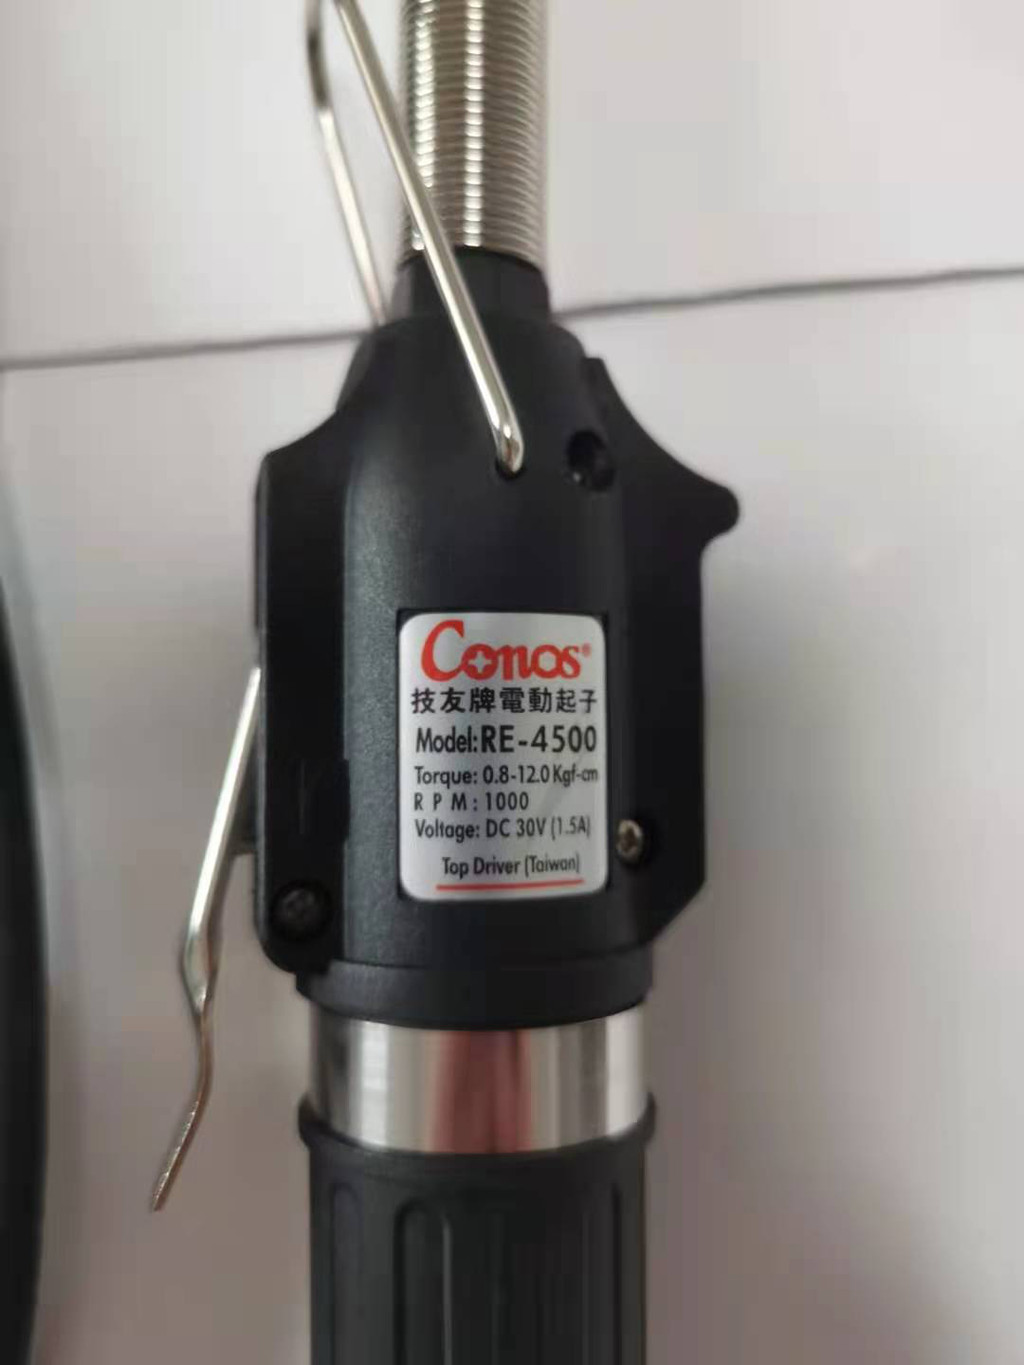 Conos®
技友牌電動起子
Model:RE-4500
Torque: 0.8-12.0 Kgf-cm
R P M : 1000
Voltage: DC 30V (1.5A)
Top Driver (Taiwan)